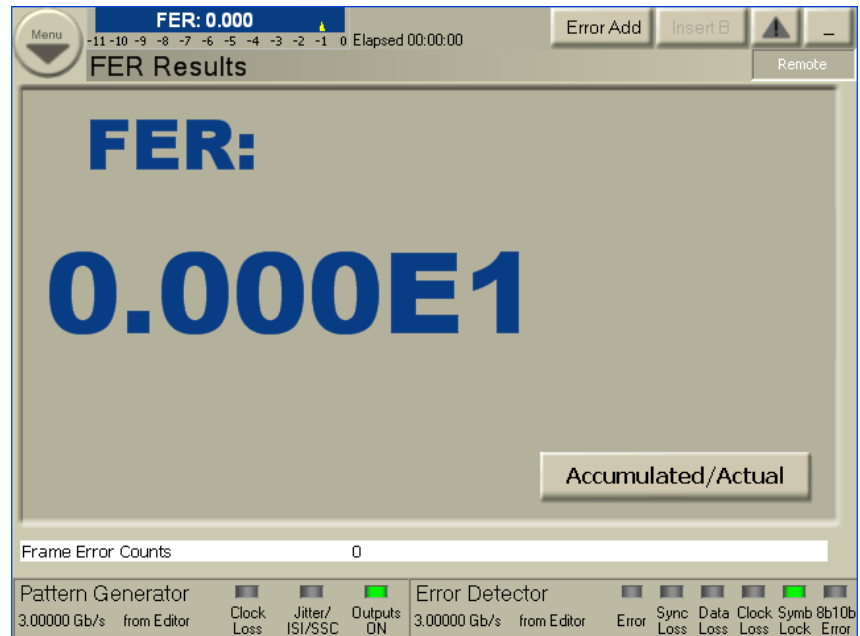 Menu
FER: 0.000
-11 -10 -9 -8 -7 -6 -5 -4 -3 -2 -1 0 Elapsed 00:00:00
Error Add
Insert B
FER Results
Remote
FER:
0.000E1
Accumulated/Actual
Frame Error Counts 0
Pattern Generator
3.00000 Gb/s from Editor
Clock Loss
Jitter/ ISI/SSC
Outputs ON
Error Detector
3.00000 Gb/s from Editor
Error
Sync Loss
Data Loss
Clock Loss
Symb Lock
8b10b Error